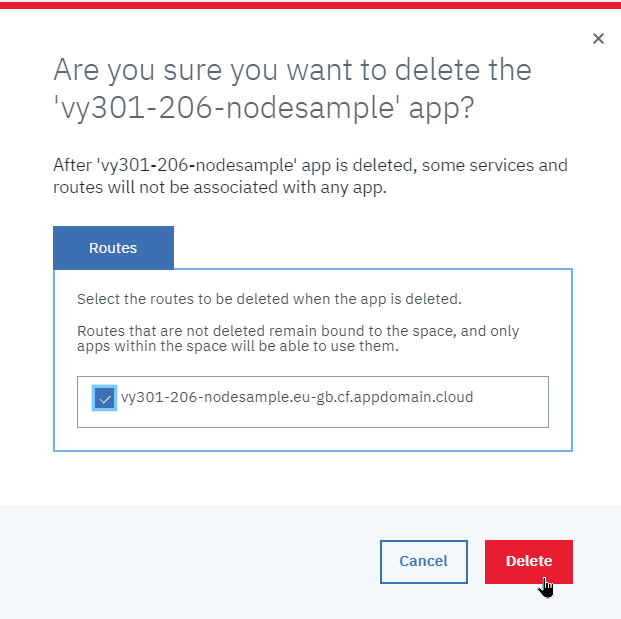 Are you sure you want to delete the
'vy301-206-nodesample' app?
After 'vy301-206-nodesample' app is deleted, some services and
routes will not be associated with any app.
Routes
Select the routes to be deleted when the app is deleted.
Routes that are not deleted remain bound to the space, and only
apps within the space will be able to use them.
vy301-206-nodesample.eu-gb.cf.appdomain.cloud
Cancel
Delete